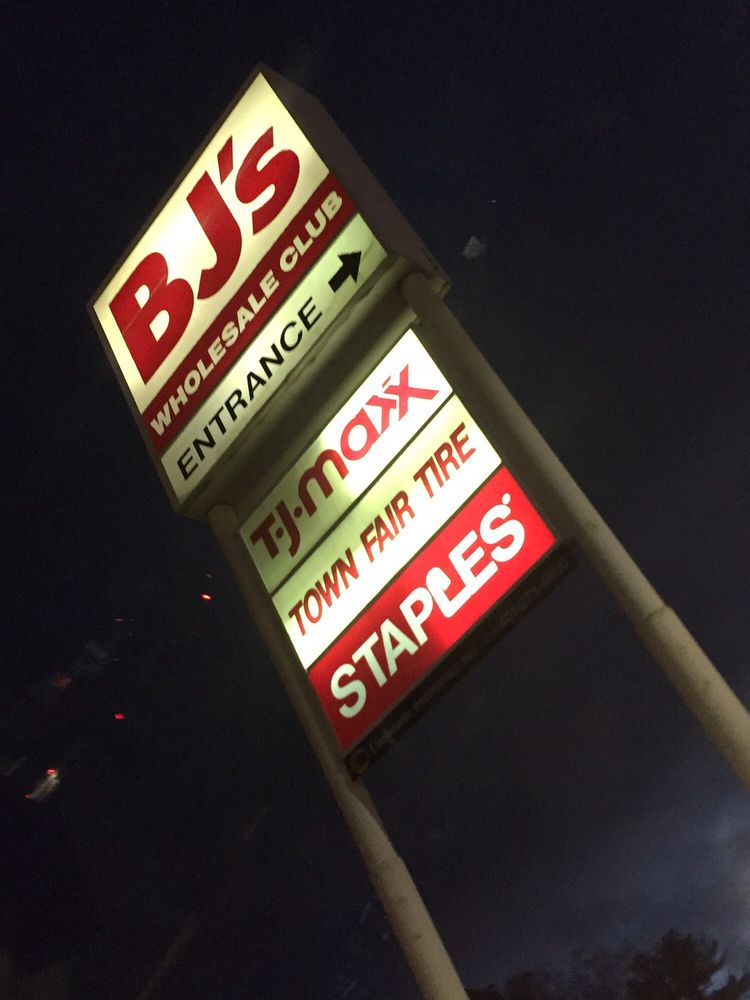 BJ's
WHOLESALE CLUB
ENTRANCE
T·J·maxx
TOWN FAIR TIRE
STAPLES